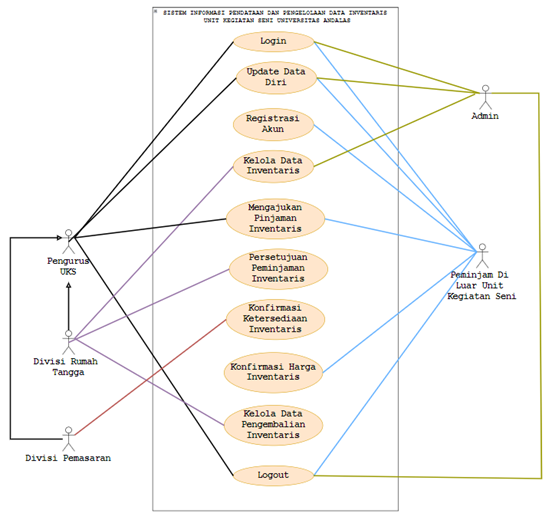 SISTEM INFORMASI PENDATAAN DAN PENGELOLAAN DATA INVENTARIS
UNIT KEGIATAN SENI UNIVERSITAS ANDALAS
Login
Update Data
Diri
Registrasi
Akun
Kelola Data
Inventaris
Mengajukan
Pinjaman
Inventaris
Persetujuan
Peminjaman
Inventaris
Konfirmasi
Ketersediaan
Inventaris
Konfirmasi Harga
Inventaris
Kelola Data
Pengembalian
Inventaris
Logout
Pengurus
UKS
Divisi Rumah
Tangga
Divisi Pemasaran
Admin
Peminjam Di
Luar Unit
Kegiatan Seni